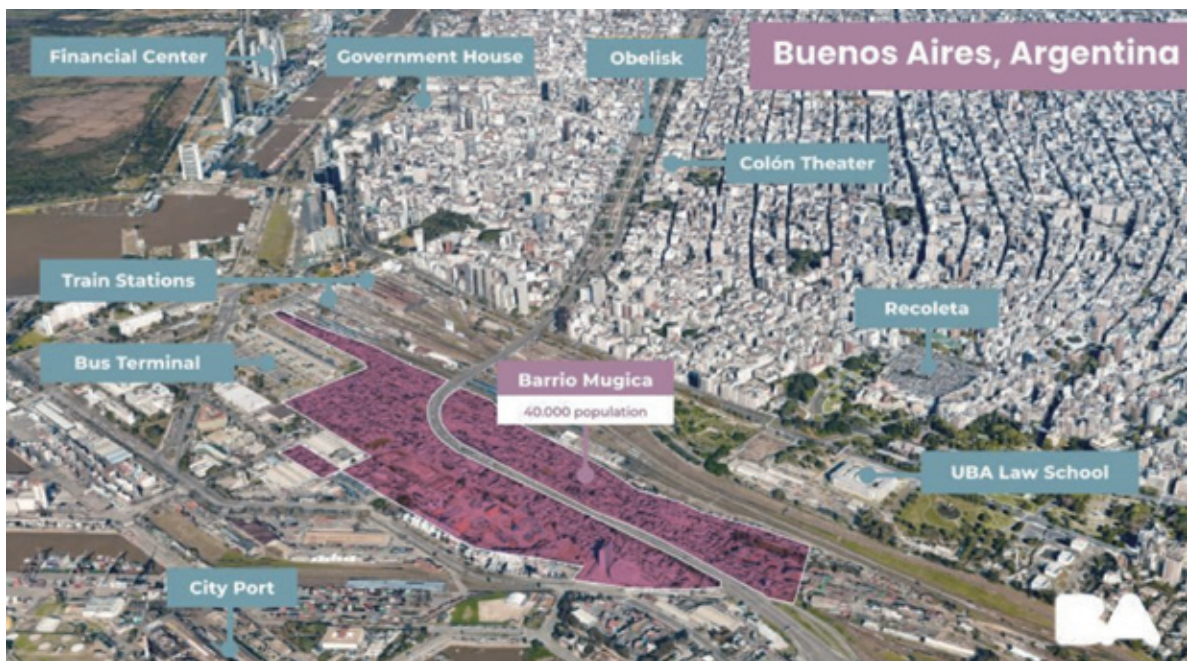 Buenos Aires, Argentina
Financial Center
Government House
Obelisk
Colón Theater
Train Stations
Recoleta
Bus Terminal
Barrio Mugica
40.000 population
UBA Law School
City Port
BA